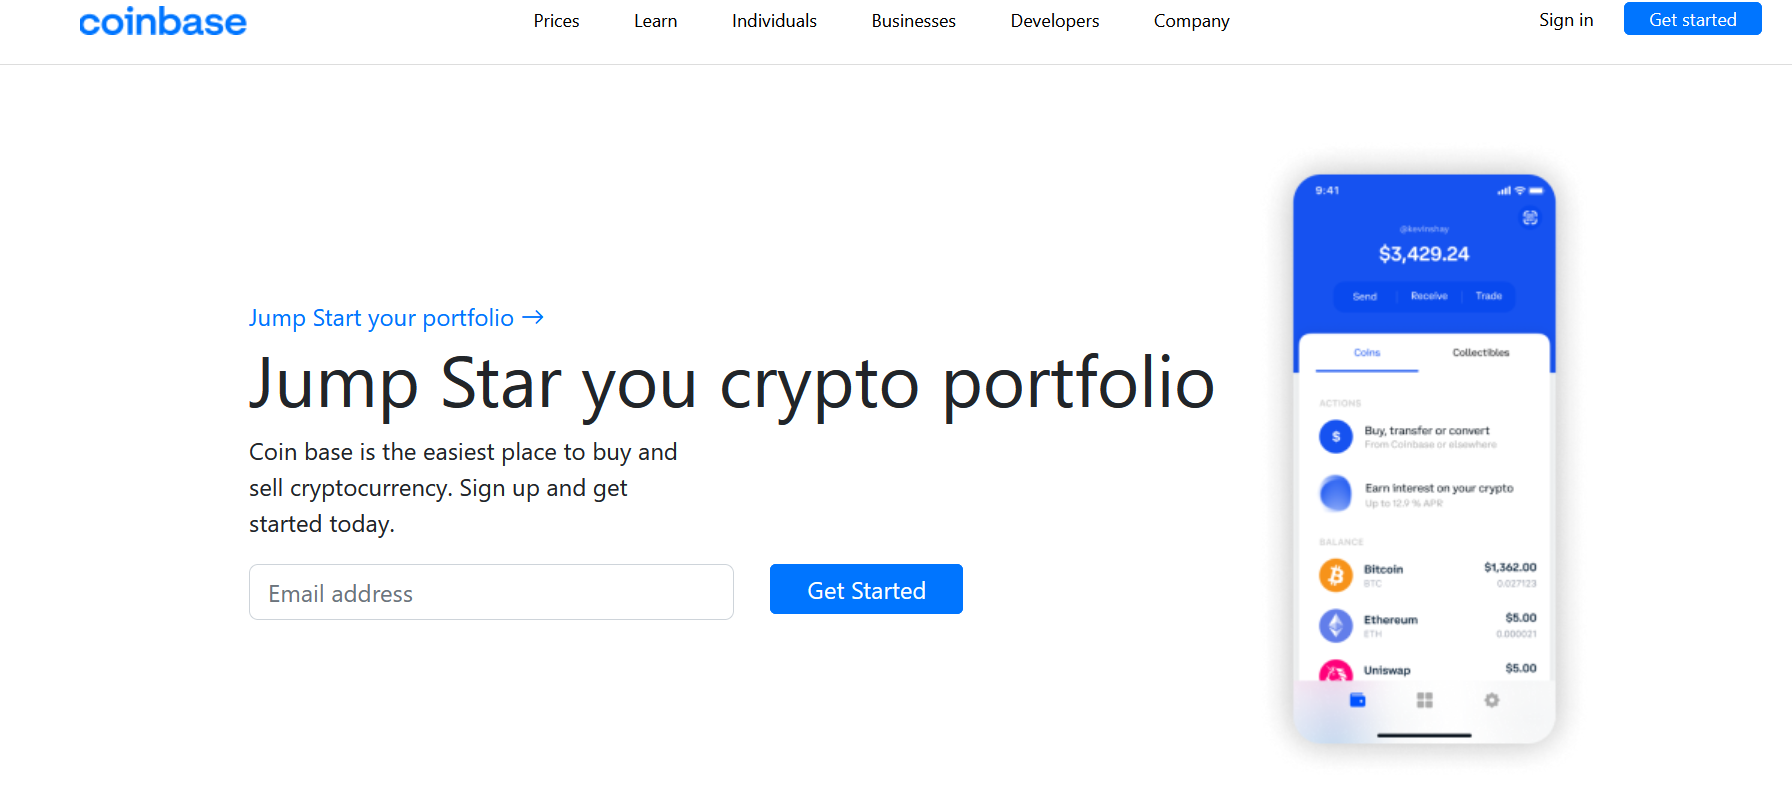 coinbase
Prices Learn Individuals Businesses Developers Company
Sign in Get started
Jump Start your portfolio →
Jump Star you crypto portfolio
Coin base is the easiest place to buy and
sell cryptocurrency. Sign up and get
started today.
Email address
Get Started
9:41
@kevinshay
$3,429.24
Send Receive Trade
Coins Collectibles
ACTIONS
$
Buy, transfer or convert
From Coinbase or elsewhere
Earn interest on your crypto
Up to 12.9 % APR
BALANCE
Bitcoin $1,362.00
BTC 0.027123
Ethereum $5.00
ETH 0.000021
Uniswap $5.00